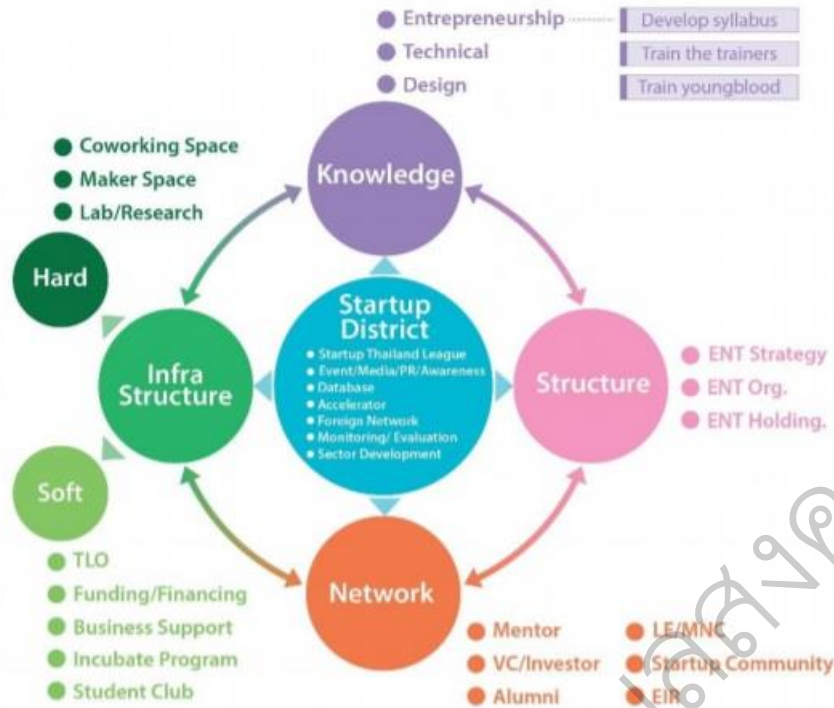 Entrepreneurship
Develop syllabus
Technical
Train the trainers
Design
Train youngblood
Coworking Space
Maker Space
Lab/Research
Knowledge
Hard
Startup
District
Startup Thailand League
Event/Media/PR/Awareness
Database
Accelerator
Foreign Network
Monitoring/ Evaluation
Sector Development
Infra
Structure
Structure
ENT Strategy
ENT Org.
ENT Holding.
Soft
TLO
Funding/Financing
Business Support
Incubate Program
Student Club
Network
Mentor
VC/Investor
Alumni
LE/MNC
Startup Community
EIR